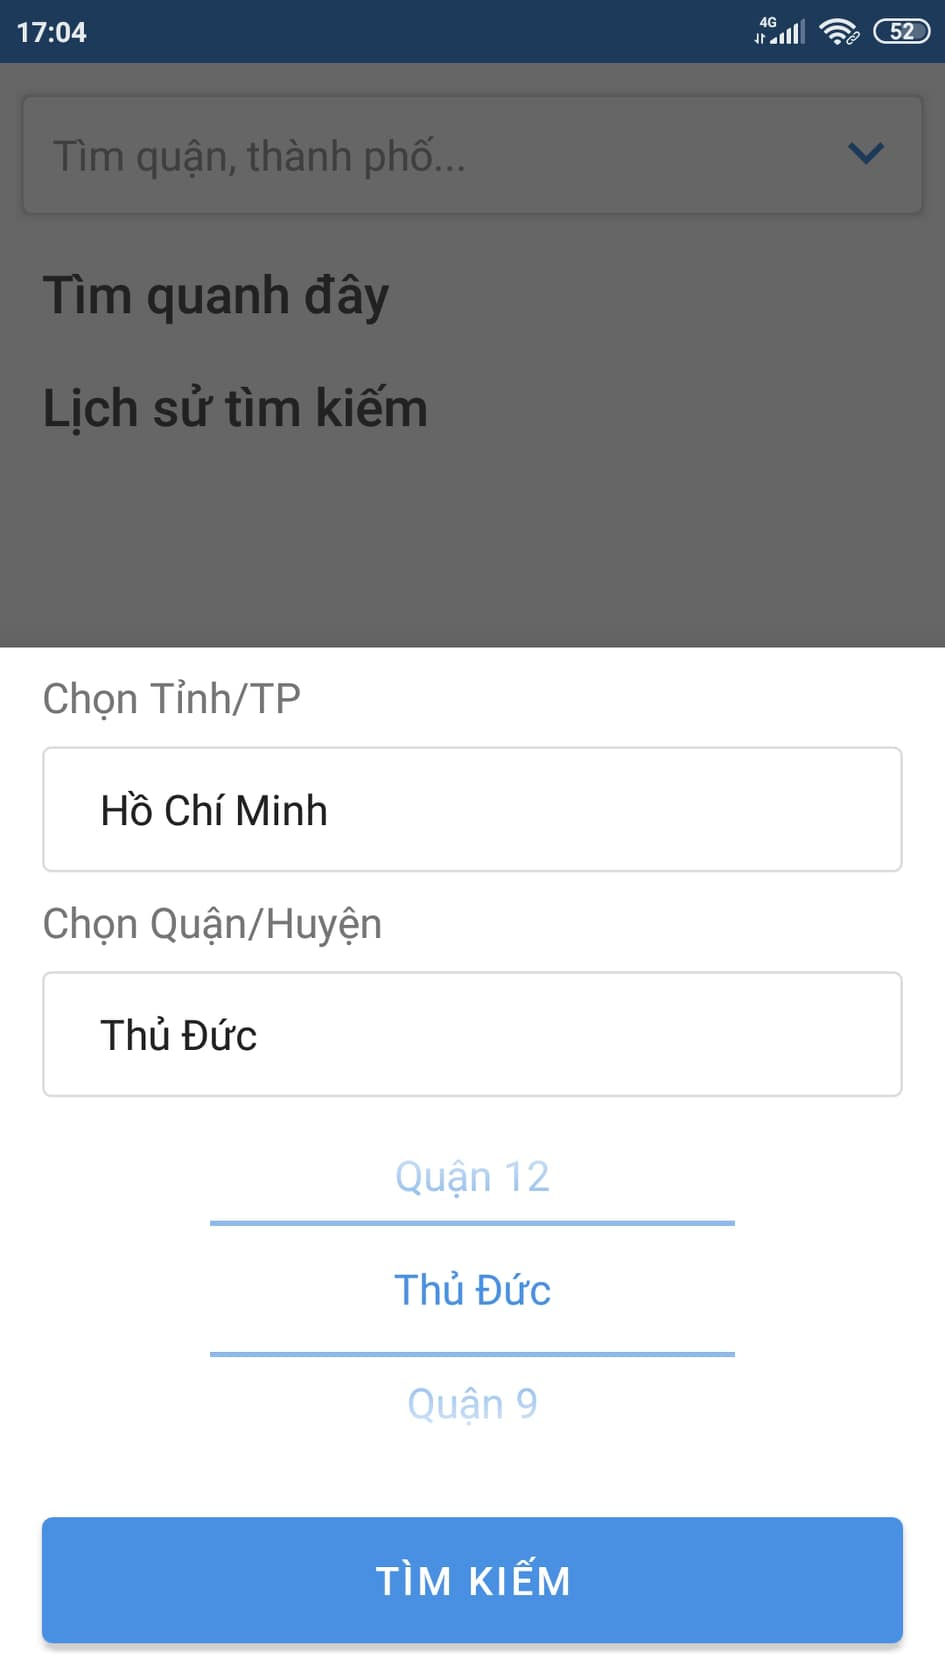 17:04
4G
52
Tìm quận, thành phố...
Tìm quanh đây
Lịch sử tìm kiếm
Chọn Tỉnh/TP
Hồ Chí Minh
Chọn Quận/Huyện
Thủ Đức
Quận 12
Thủ Đức
Quận 9
TÌM KIẾM